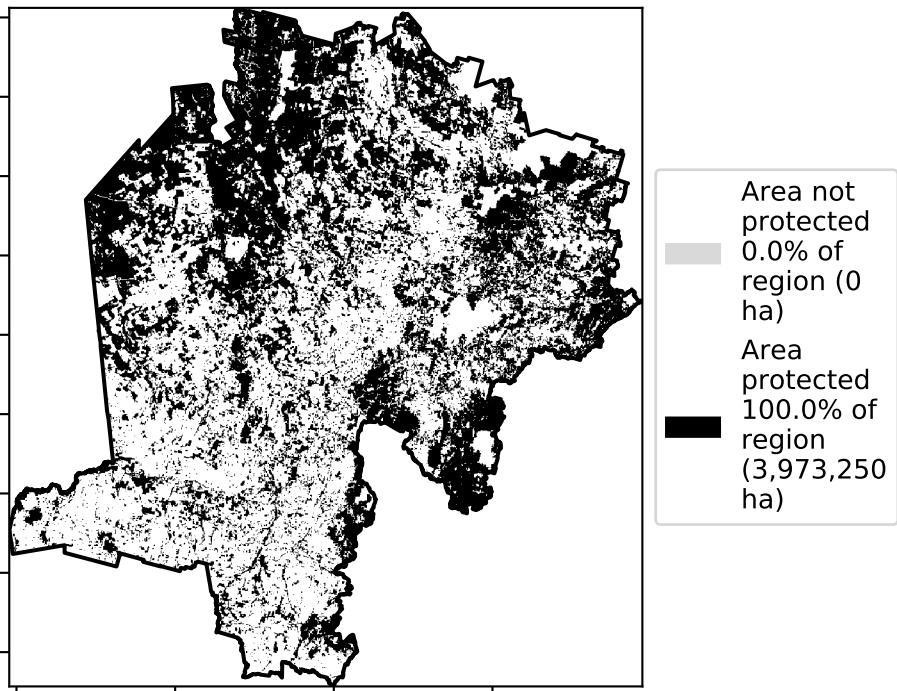 Area not
protected
0.0% of
region (0
ha)
Area
protected
100.0% of
region
(3,973,250
ha)